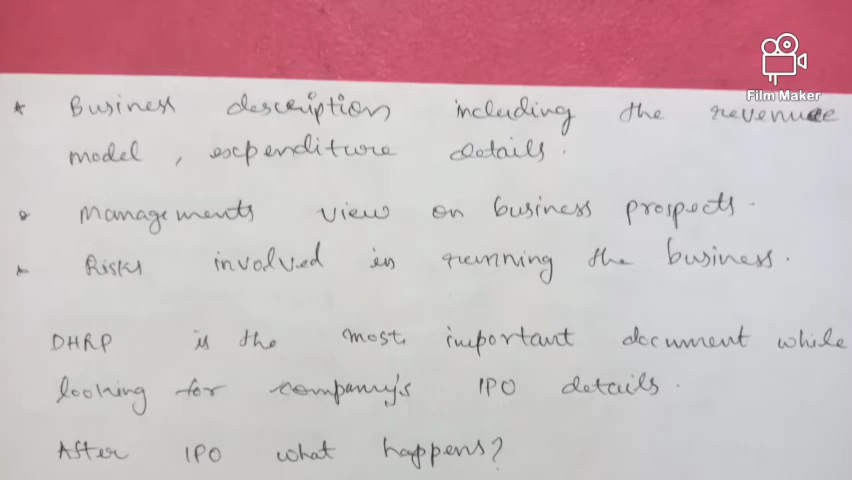 Film Maker
* Business description including the revenue
model, expenditure details.
* Managements view on business prospects.
* Risks involved in running the business.
DHRP is the most important document while
looking for company's IPO details.
After IPO what happens?